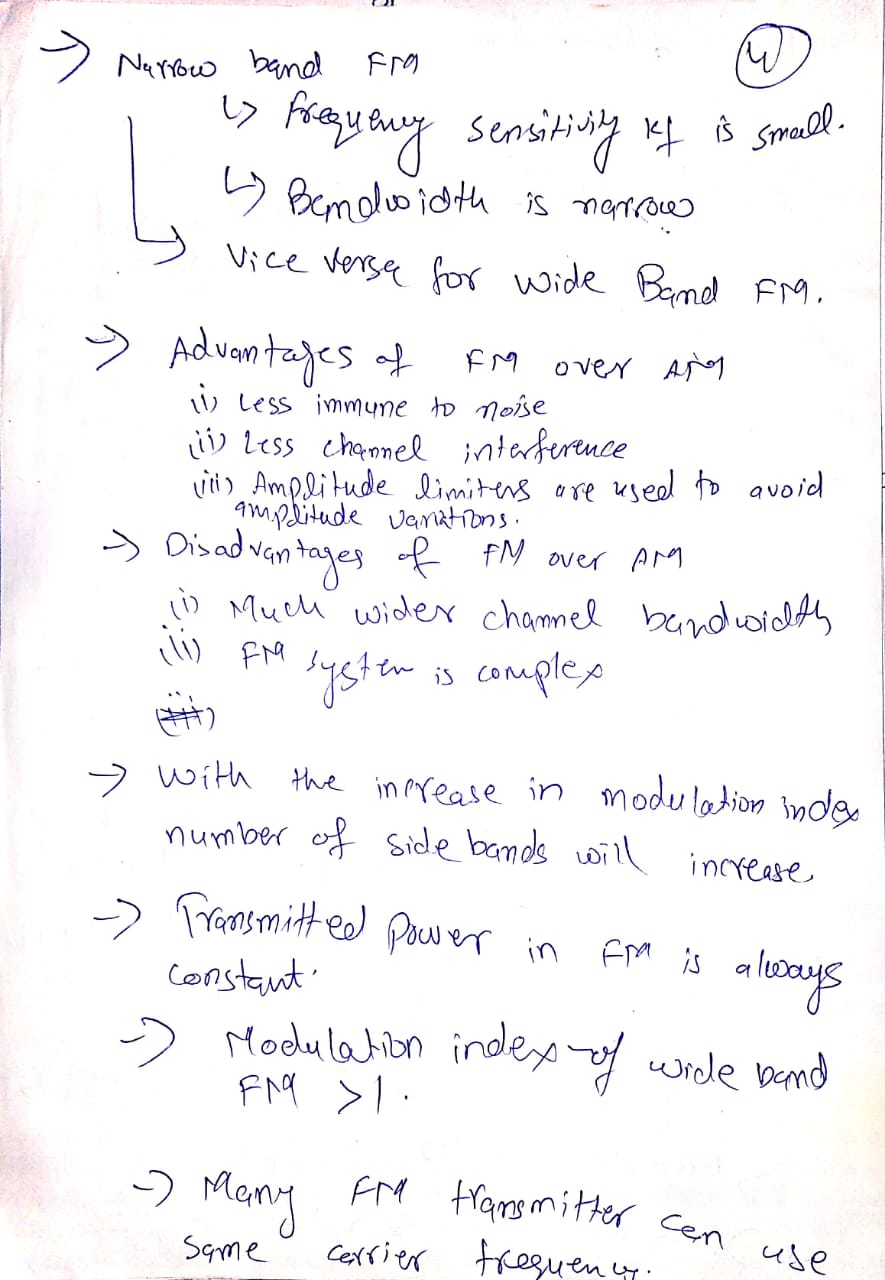 ④
→ Narrow band FM
↳ frequency sensitivity kf is small.
↳ Bandwidth is narrow
↳ Vice versa for wide Band FM.
→ Advantages of FM over AM
(i) Less immune to noise
(ii) Less channel interference
(iii) Amplitude limiters are used to avoid
amplitude variations.
→ Disadvantages of FM over AM
(i) Much wider channel bandwidth
(ii) FM system is complex
(iii)
→ With the increase in modulation index
number of side bands will increase
→ Transmitted Power in FM is always
constant.
→ Modulation index of wide band
FM >1.
→ Many FM transmitter can use
same carrier frequency.